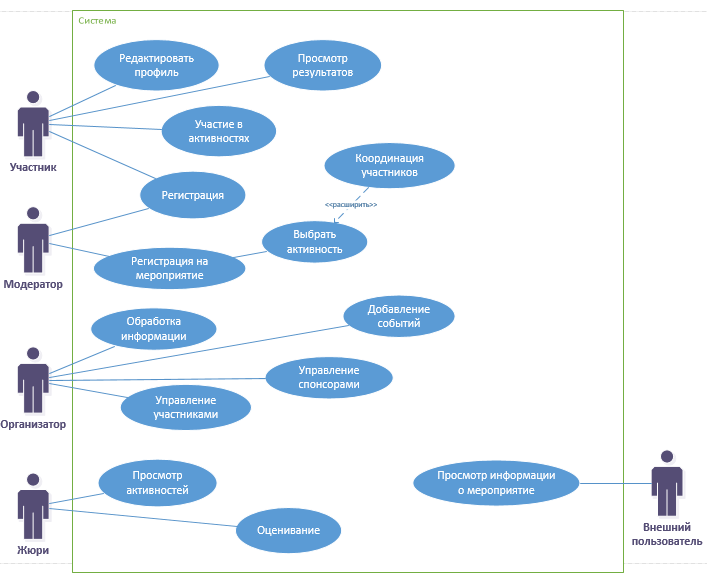 Система
Редактировать
профиль
Просмотр
результатов
Участие в
активностях
Участник
Координация
участников
Регистрация
<<расширить>>
Выбрать
активность
Модератор
Регистрация на
мероприятие
Обработка
информации
Добавление
событий
Управление
спонсорами
Управление
участниками
Организатор
Просмотр
активностей
Просмотр информации
о мероприятие
Оценивание
Жюри
Внешний
пользователь